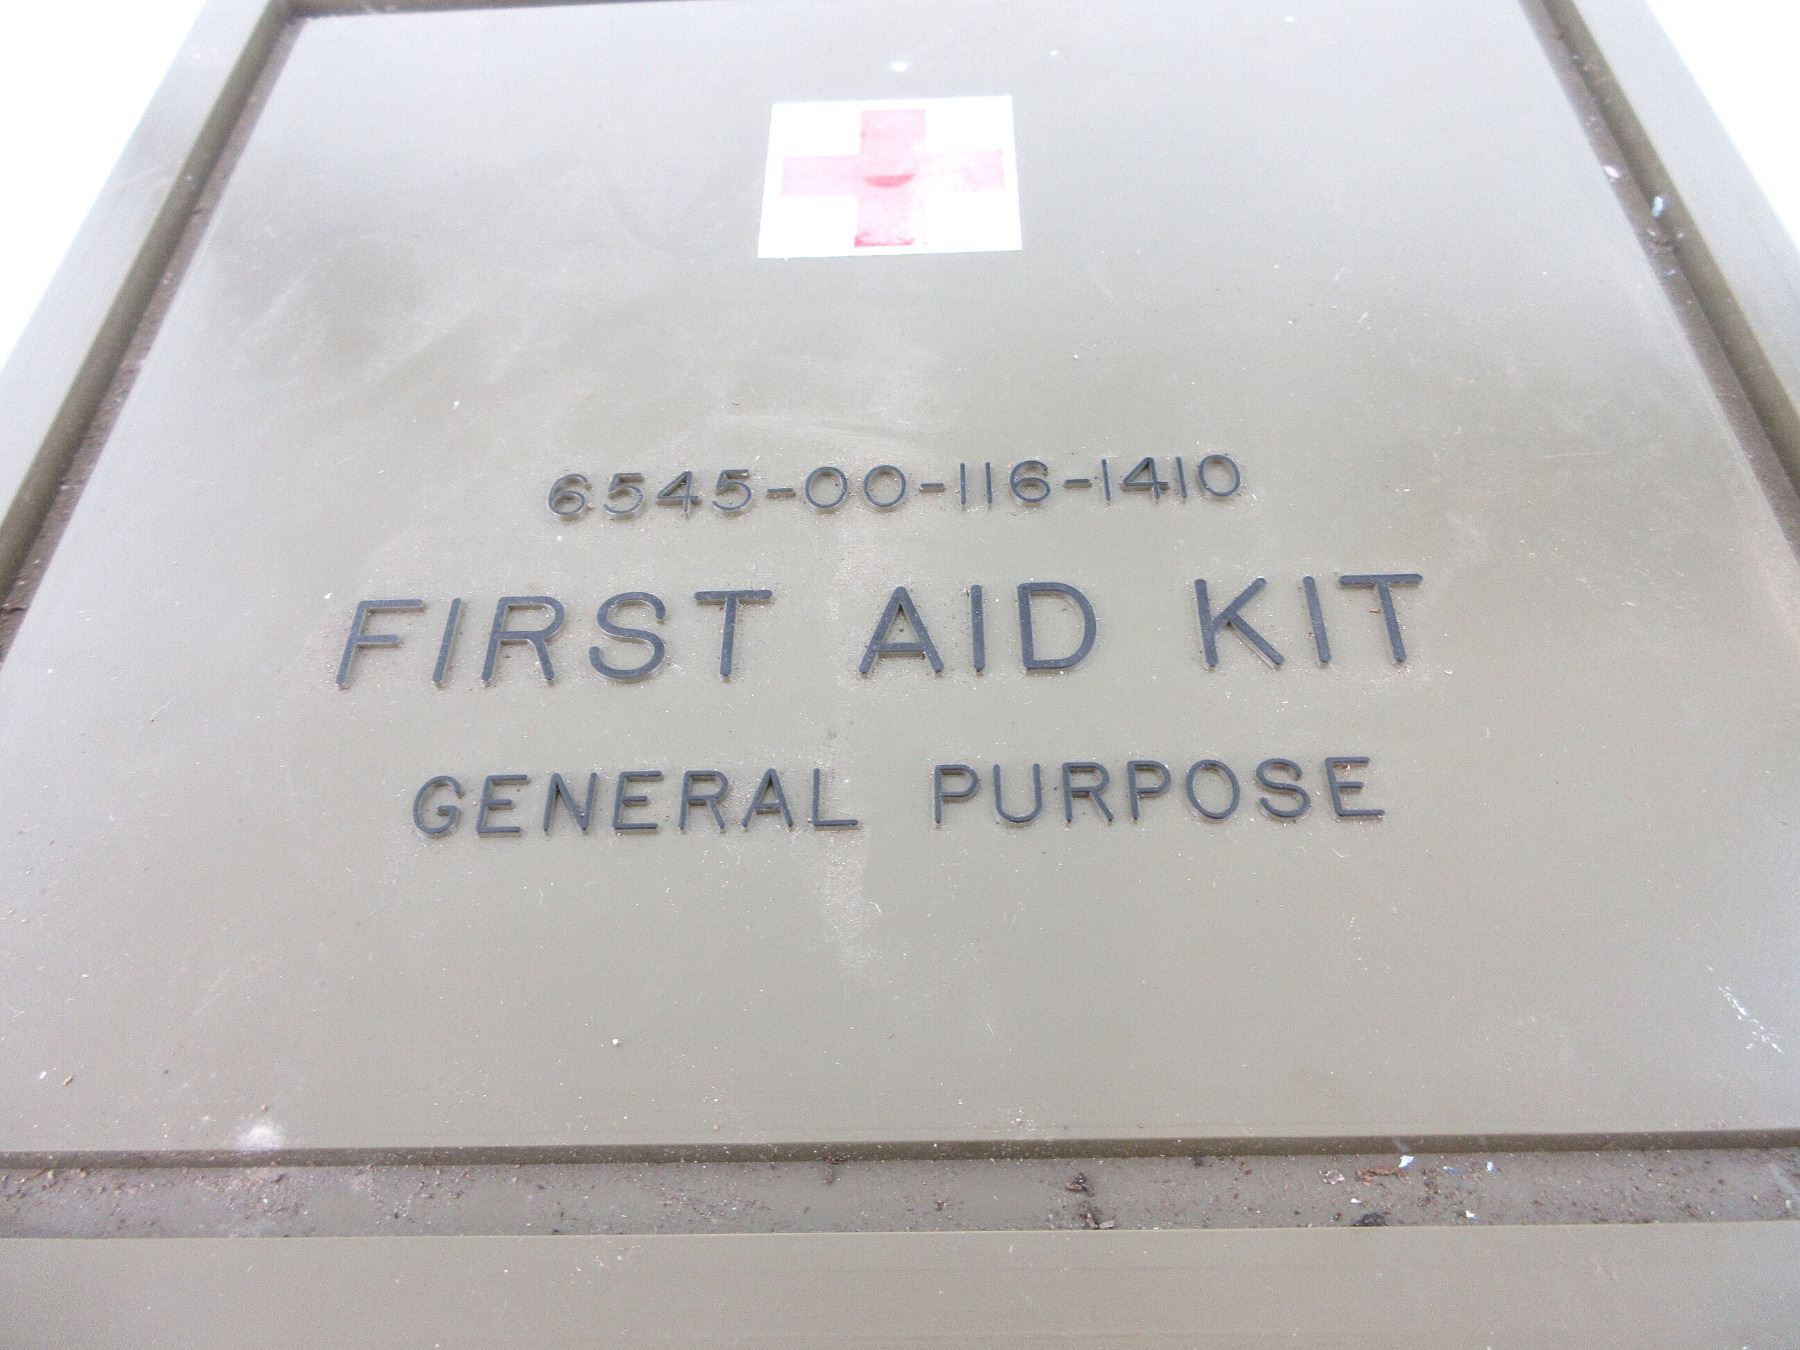 6545-00-116-1410
FIRST AID KIT
GENERAL PURPOSE